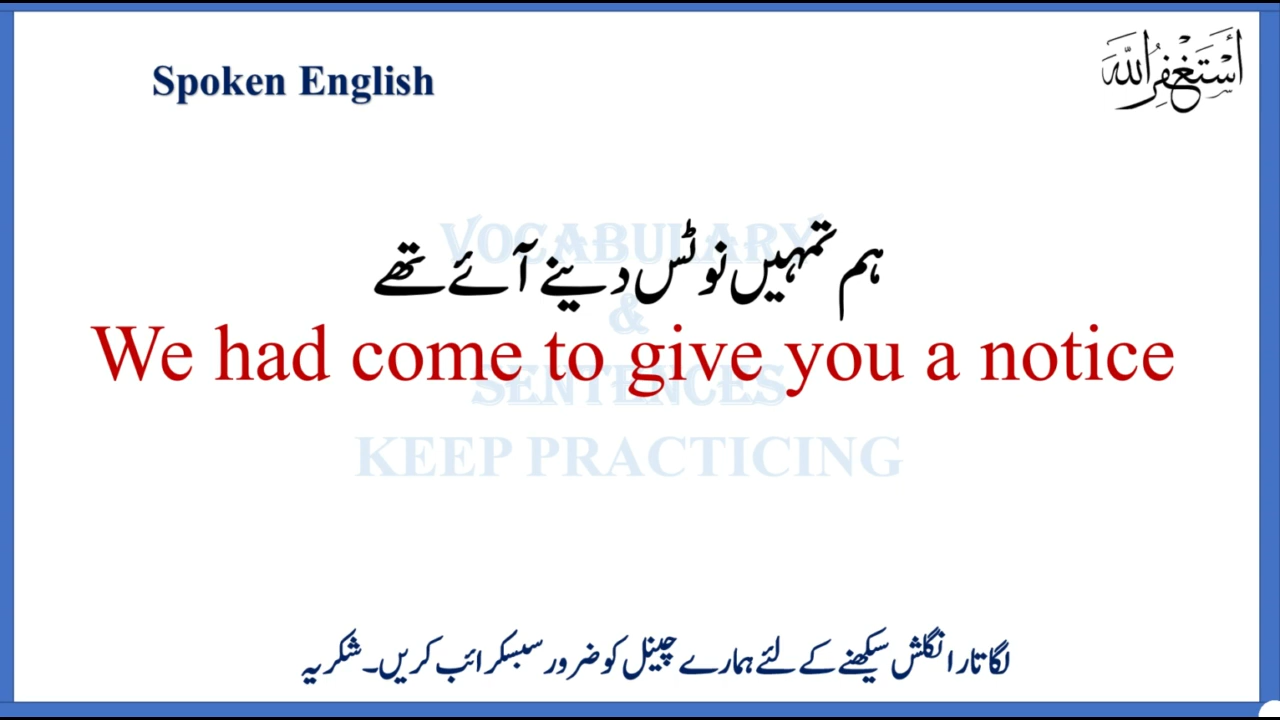 Spoken English
أَسْتَغْفِرُاللّٰه
ہم تمہیں نوٹس دینے آئے تھے
We had come to give you a notice
VOCABULARY
&
SENTENCES
KEEP PRACTICING
لگاتار انگلش سیکھنے کے لئے ہمارے چینل کو ضرور سبسکرائب کریں۔ شکریہ